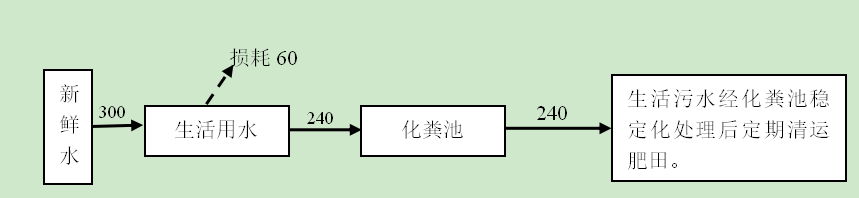 损耗 60
新
鲜
水
300
生活用水
240
化粪池
240
生活污水经化粪池稳
定化处理后定期清运
肥田。